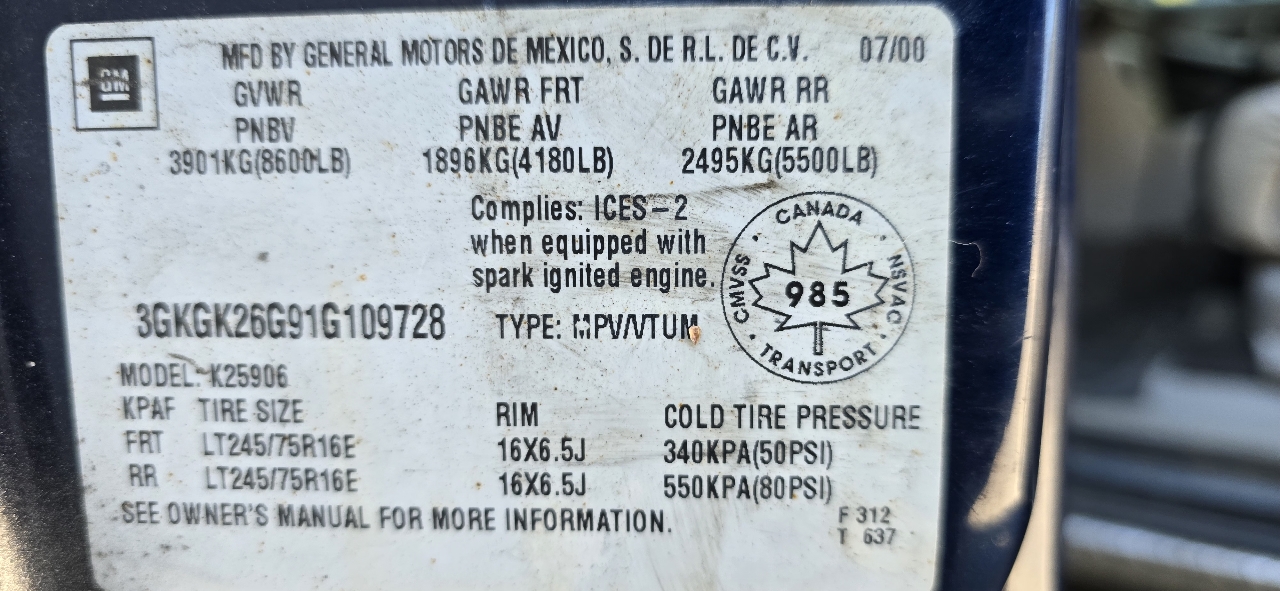 GM
MFD BY GENERAL MOTORS DE MEXICO, S. DE R.L. DE C.V. 07/00
GVWR GAWR FRT GAWR RR
PNBV PNBE AV PNBE AR
3901KG(8600LB) 1896KG(4180LB) 2495KG(5500LB)
Complies: ICES-2
when equipped with
spark ignited engine.
CANADA
CMVSS 985 NSVAC
TRANSPORT
3GKGK26G91G109728 TYPE: MPV/VTUM
MODEL: K25906
KPAF TIRE SIZE RIM COLD TIRE PRESSURE
FRT LT245/75R16E 16X6.5J 340KPA(50PSI)
RR LT245/75R16E 16X6.5J 550KPA(80PSI)
SEE OWNER'S MANUAL FOR MORE INFORMATION.
F 312
T 637